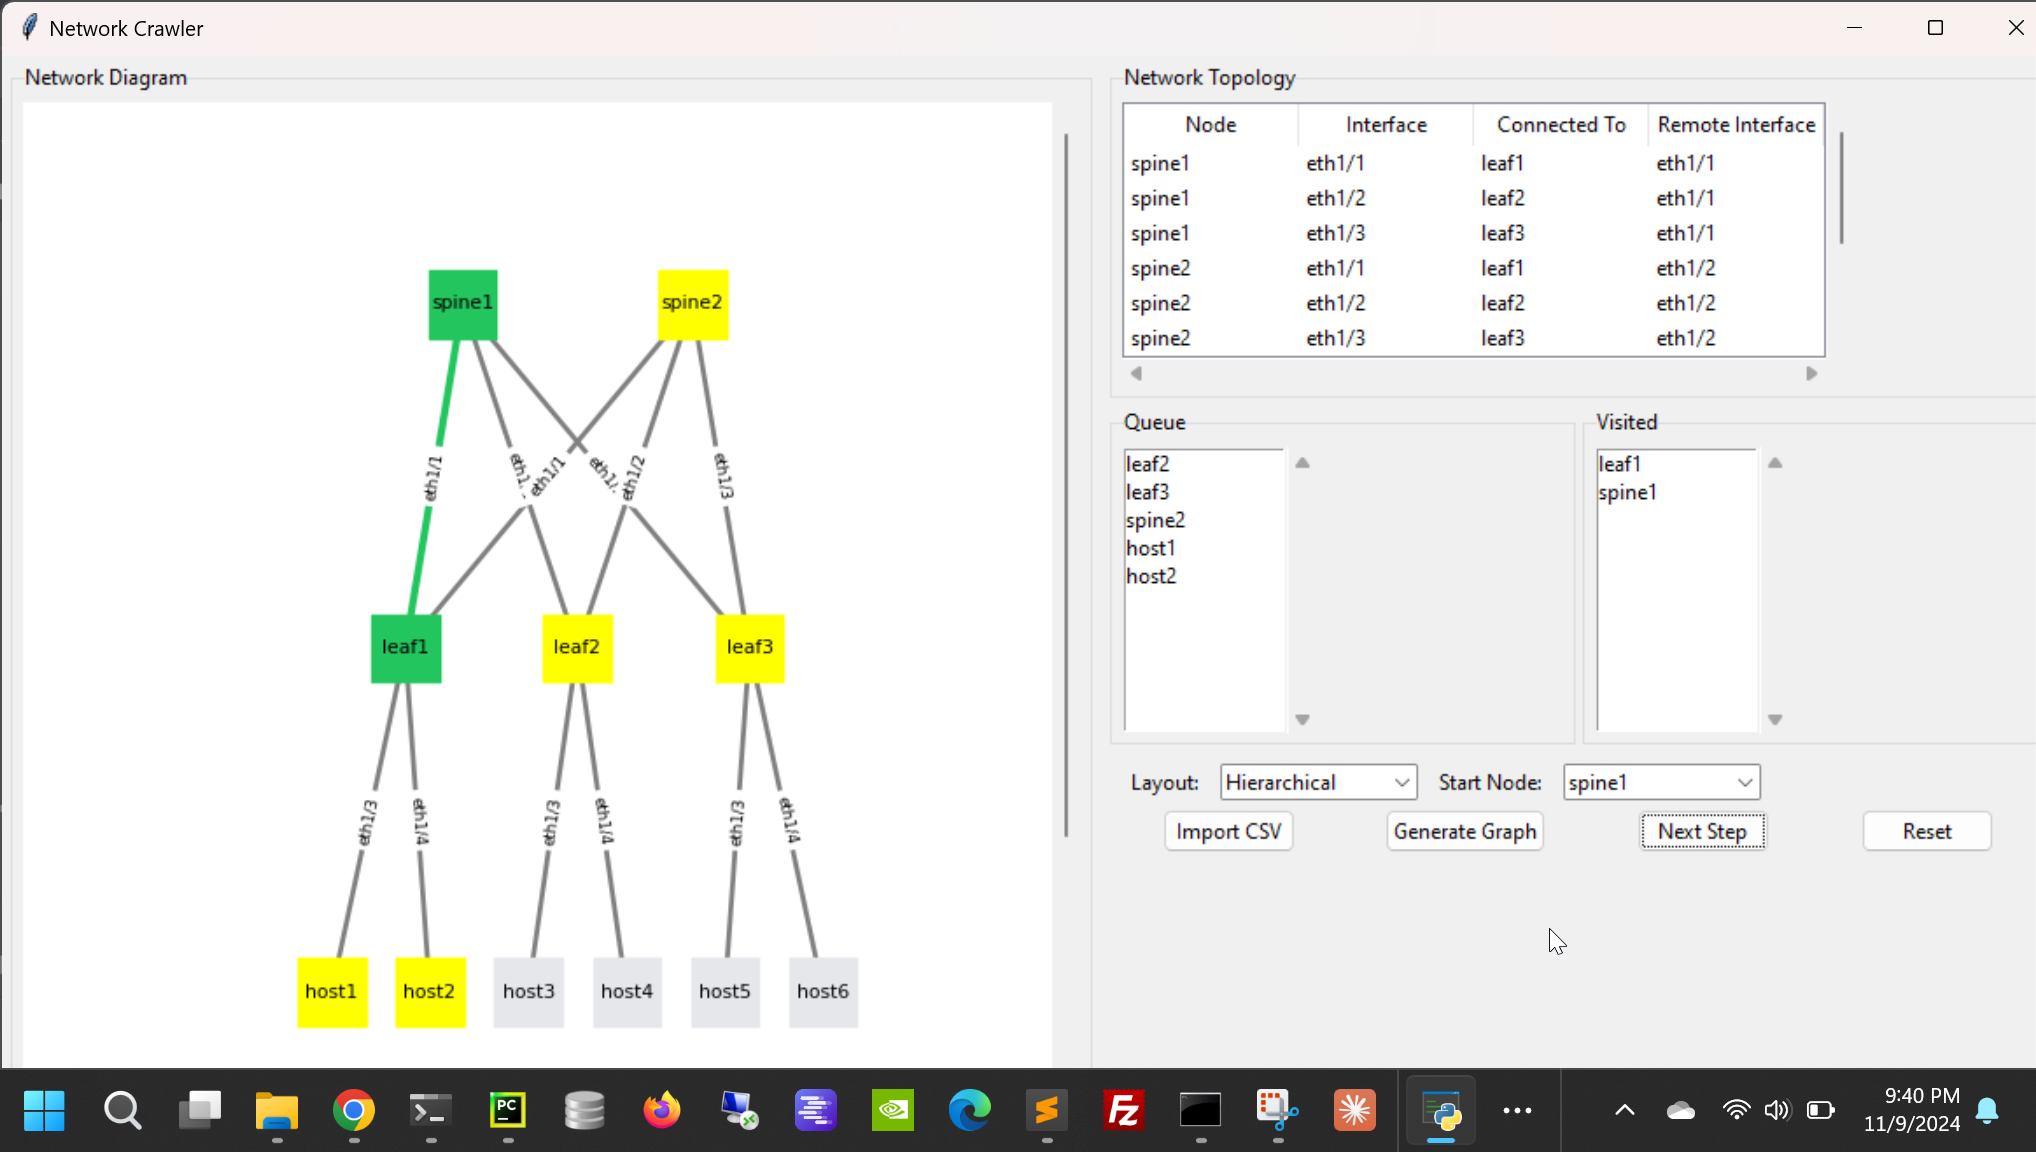 Network Crawler
Network Diagram
spine1
spine2
eth1/1
eth1/1
eth1/2
eth1/3
leaf1
leaf2
leaf3
eth1/3
eth1/4
eth1/3
eth1/4
eth1/3
eth1/4
host1
host2
host3
host4
host5
host6
Network Topology
Node Interface Connected To Remote Interface
spine1 eth1/1 leaf1 eth1/1
spine1 eth1/2 leaf2 eth1/1
spine1 eth1/3 leaf3 eth1/1
spine2 eth1/1 leaf1 eth1/2
spine2 eth1/2 leaf2 eth1/2
spine2 eth1/3 leaf3 eth1/2
Queue
leaf2
leaf3
spine2
host1
host2
Visited
leaf1
spine1
Layout: Hierarchical Start Node: spine1
Import CSV Generate Graph Next Step Reset
PC
Fz
9:40 PM
11/9/2024